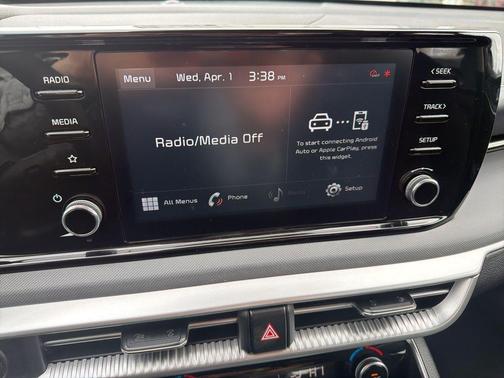 RADIO
MEDIA
Menu
Wed, Apr. 1
3:38 PM
Radio/Media Off
To start connecting Android
Auto or Apple CarPlay, press
this widget.
All Menus
Phone
Media
Setup
< SEEK
TRACK >
SETUP